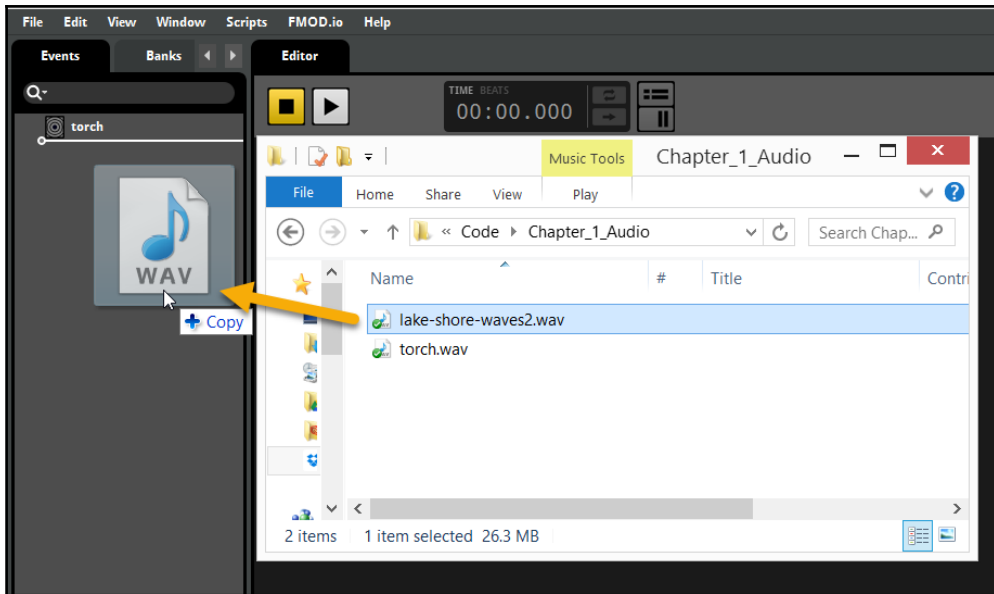 File Edit View Window Scripts FMOD.io Help
Events Banks Editor
TIME BEATS
00:00.000
torch
Music Tools Chapter_1_Audio
File Home Share View Play
« Code Chapter_1_Audio Search Chap...
Name # Title Contri
WAV
Copy
lake-shore-waves2.wav
torch.wav
2 items 1 item selected 26.3 MB